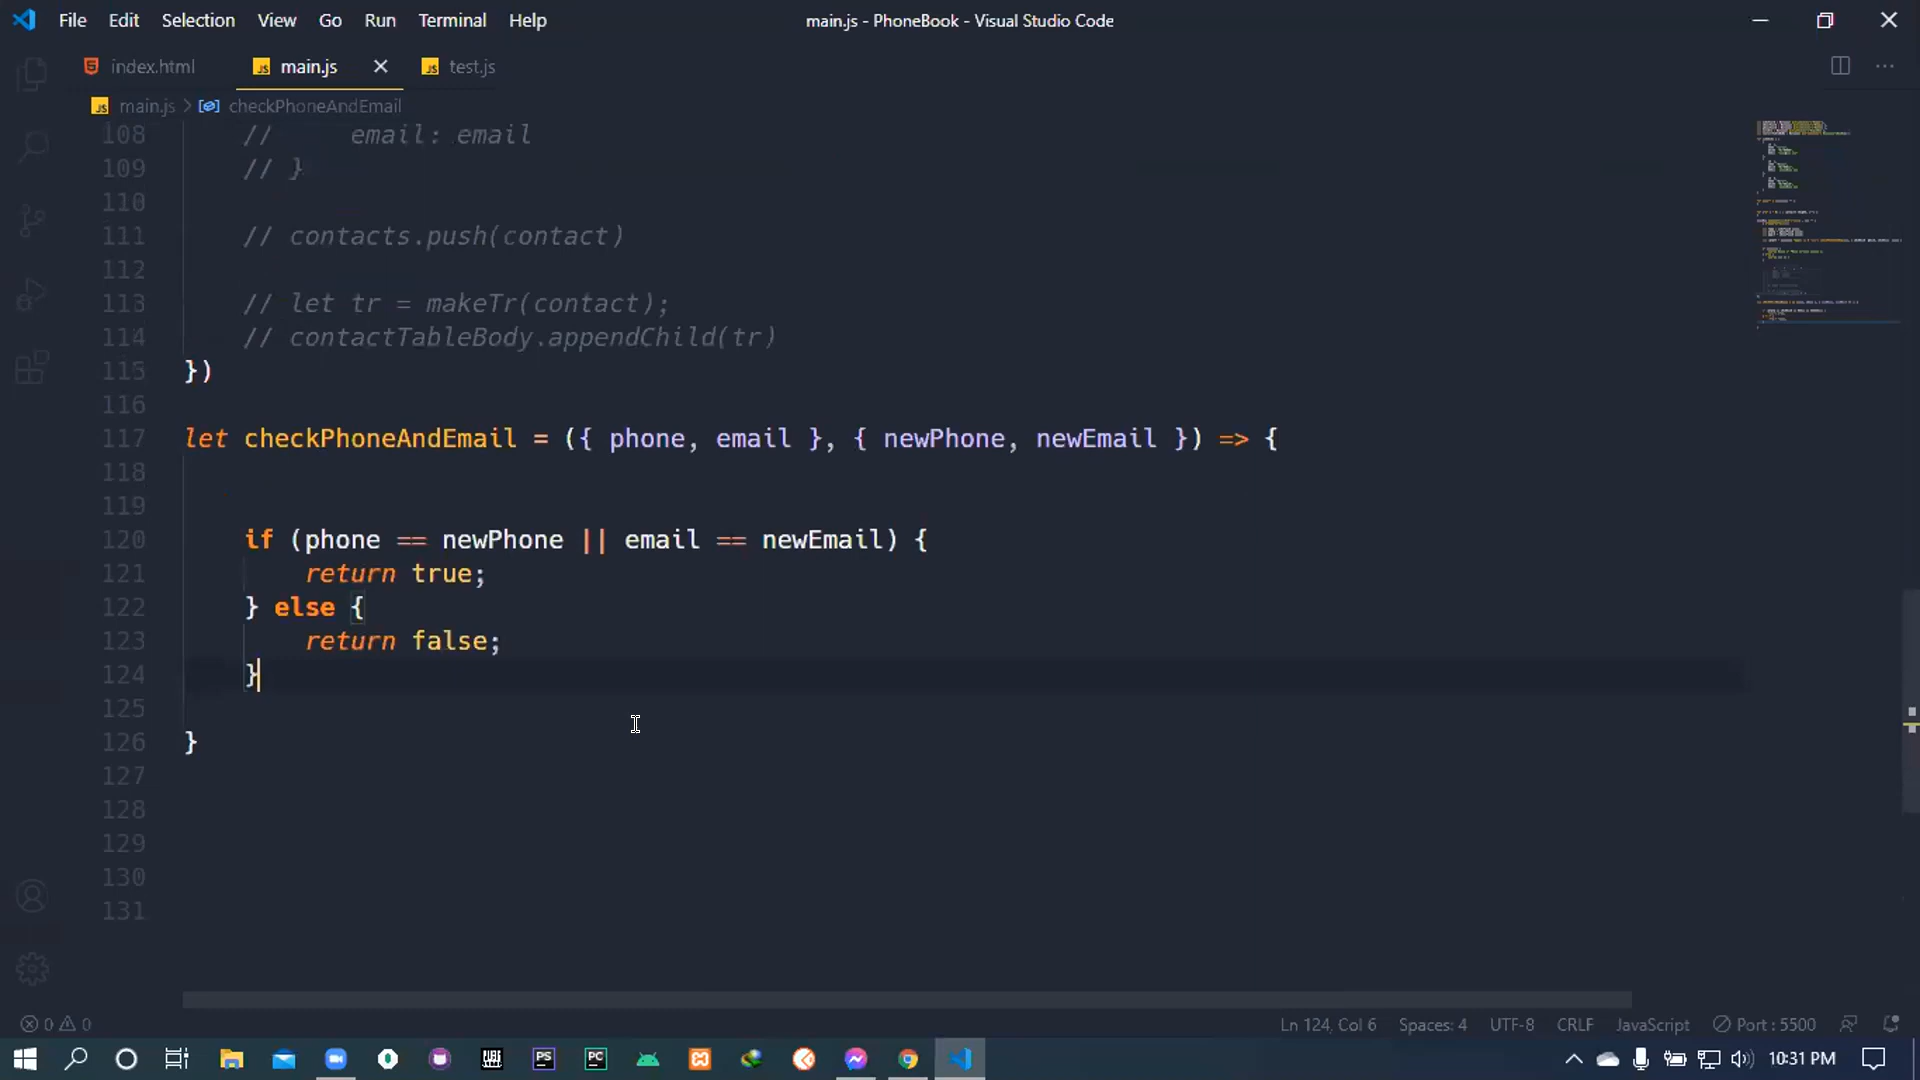 File Edit Selection View Go Run Terminal Help
main.js - PhoneBook - Visual Studio Code
index.html
main.js
test.js
main.js > checkPhoneAndEmail
108 // email: email
109 // }
110
111 // contacts.push(contact)
112
113 // let tr = makeTr(contact);
114 // contactTableBody.appendChild(tr)
115 })
116
117 let checkPhoneAndEmail = ({ phone, email }, { newPhone, newEmail }) => {
118
119
120 if (phone == newPhone || email == newEmail) {
121 return true;
122 } else {
123 return false;
124 }
125
126 }
127
128
129
130
131
0 0
Ln 124, Col 6 Spaces: 4 UTF-8 CRLF JavaScript Port : 5500
PS PC
10:31 PM